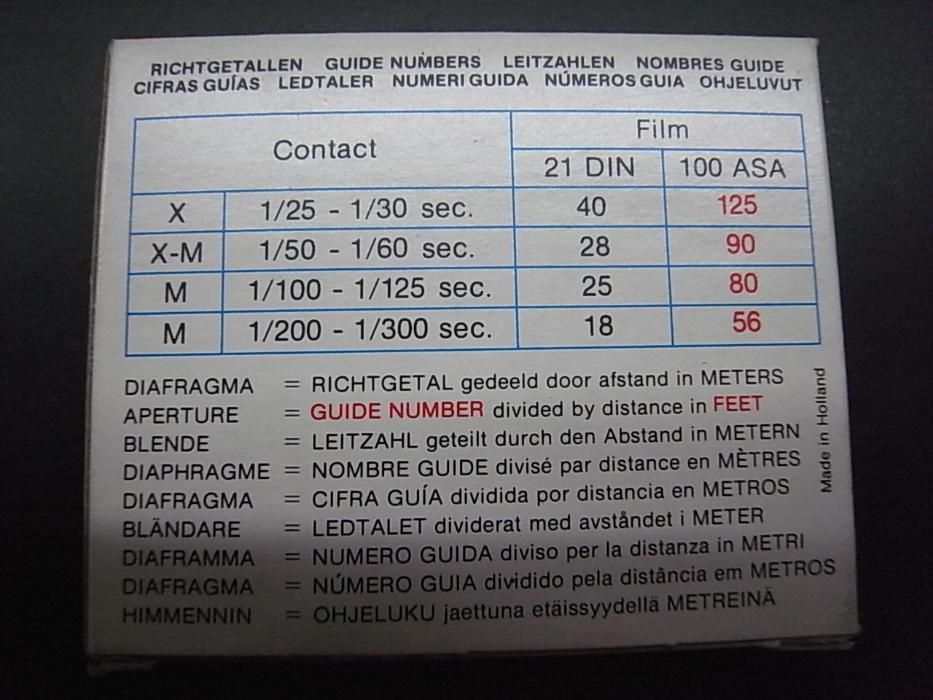 RICHTGETALLEN GUIDE NUMBERS LEITZAHLEN NOMBRES GUIDE
CIFRAS GUÍAS LEDTALER NUMERI GUIDA NÚMEROS GUIA OHJELUVUT
Contact Film
21 DIN 100 ASA
X 1/25 - 1/30 sec. 40 125
X-M 1/50 - 1/60 sec. 28 90
M 1/100 - 1/125 sec. 25 80
M 1/200 - 1/300 sec. 18 56
DIAFRAGMA = RICHTGETAL gedeeld door afstand in METERS
APERTURE = GUIDE NUMBER divided by distance in FEET
BLENDE = LEITZAHL geteilt durch den Abstand in METERN
DIAPHRAGME = NOMBRE GUIDE divisé par distance en MÈTRES
DIAFRAGMA = CIFRA GUÍA dividida por distancia en METROS
BLÄNDARE = LEDTALET dividerat med avståndet i METER
DIAFRAMMA = NUMERO GUIDA diviso per la distanza in METRI
DIAFRAGMA = NÚMERO GUIA dividido pela distância em METROS
HIMMENNIN = OHJELUKU jaettuna etäissyydellä METREINÄ
Made in Holland